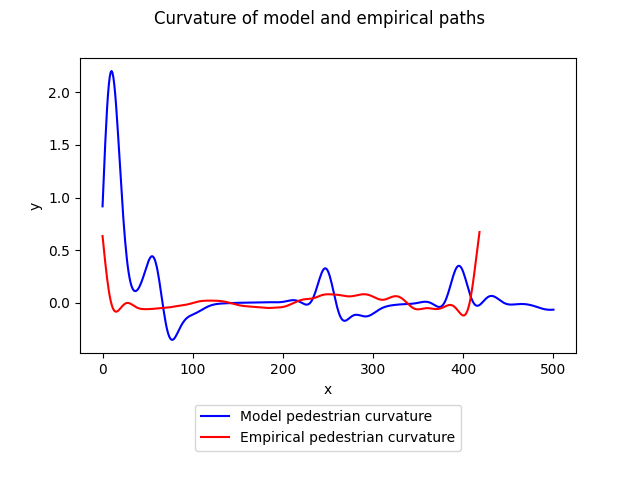 Curvature of model and empirical paths
2.0
1.5
1.0
0.5
0.0
y
0 100 200 300 400 500
x
Model pedestrian curvature
Empirical pedestrian curvature